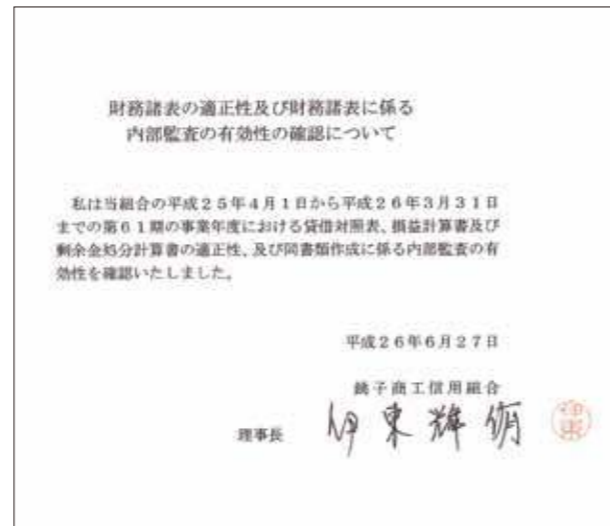 財務諸表の適正性及び財務諸表に係る
内部監査の有効性の確認について
私は当組合の平成25年4月1日から平成26年3月31日
までの第61期の事業年度における貸借対照表、損益計算書及び
剰余金処分計算書の適正性、及び同書類作成に係る内部監査の有
効性を確認いたしました。
平成26年6月27日
銚子商工信用組合
理事長 伊東輝
伊東